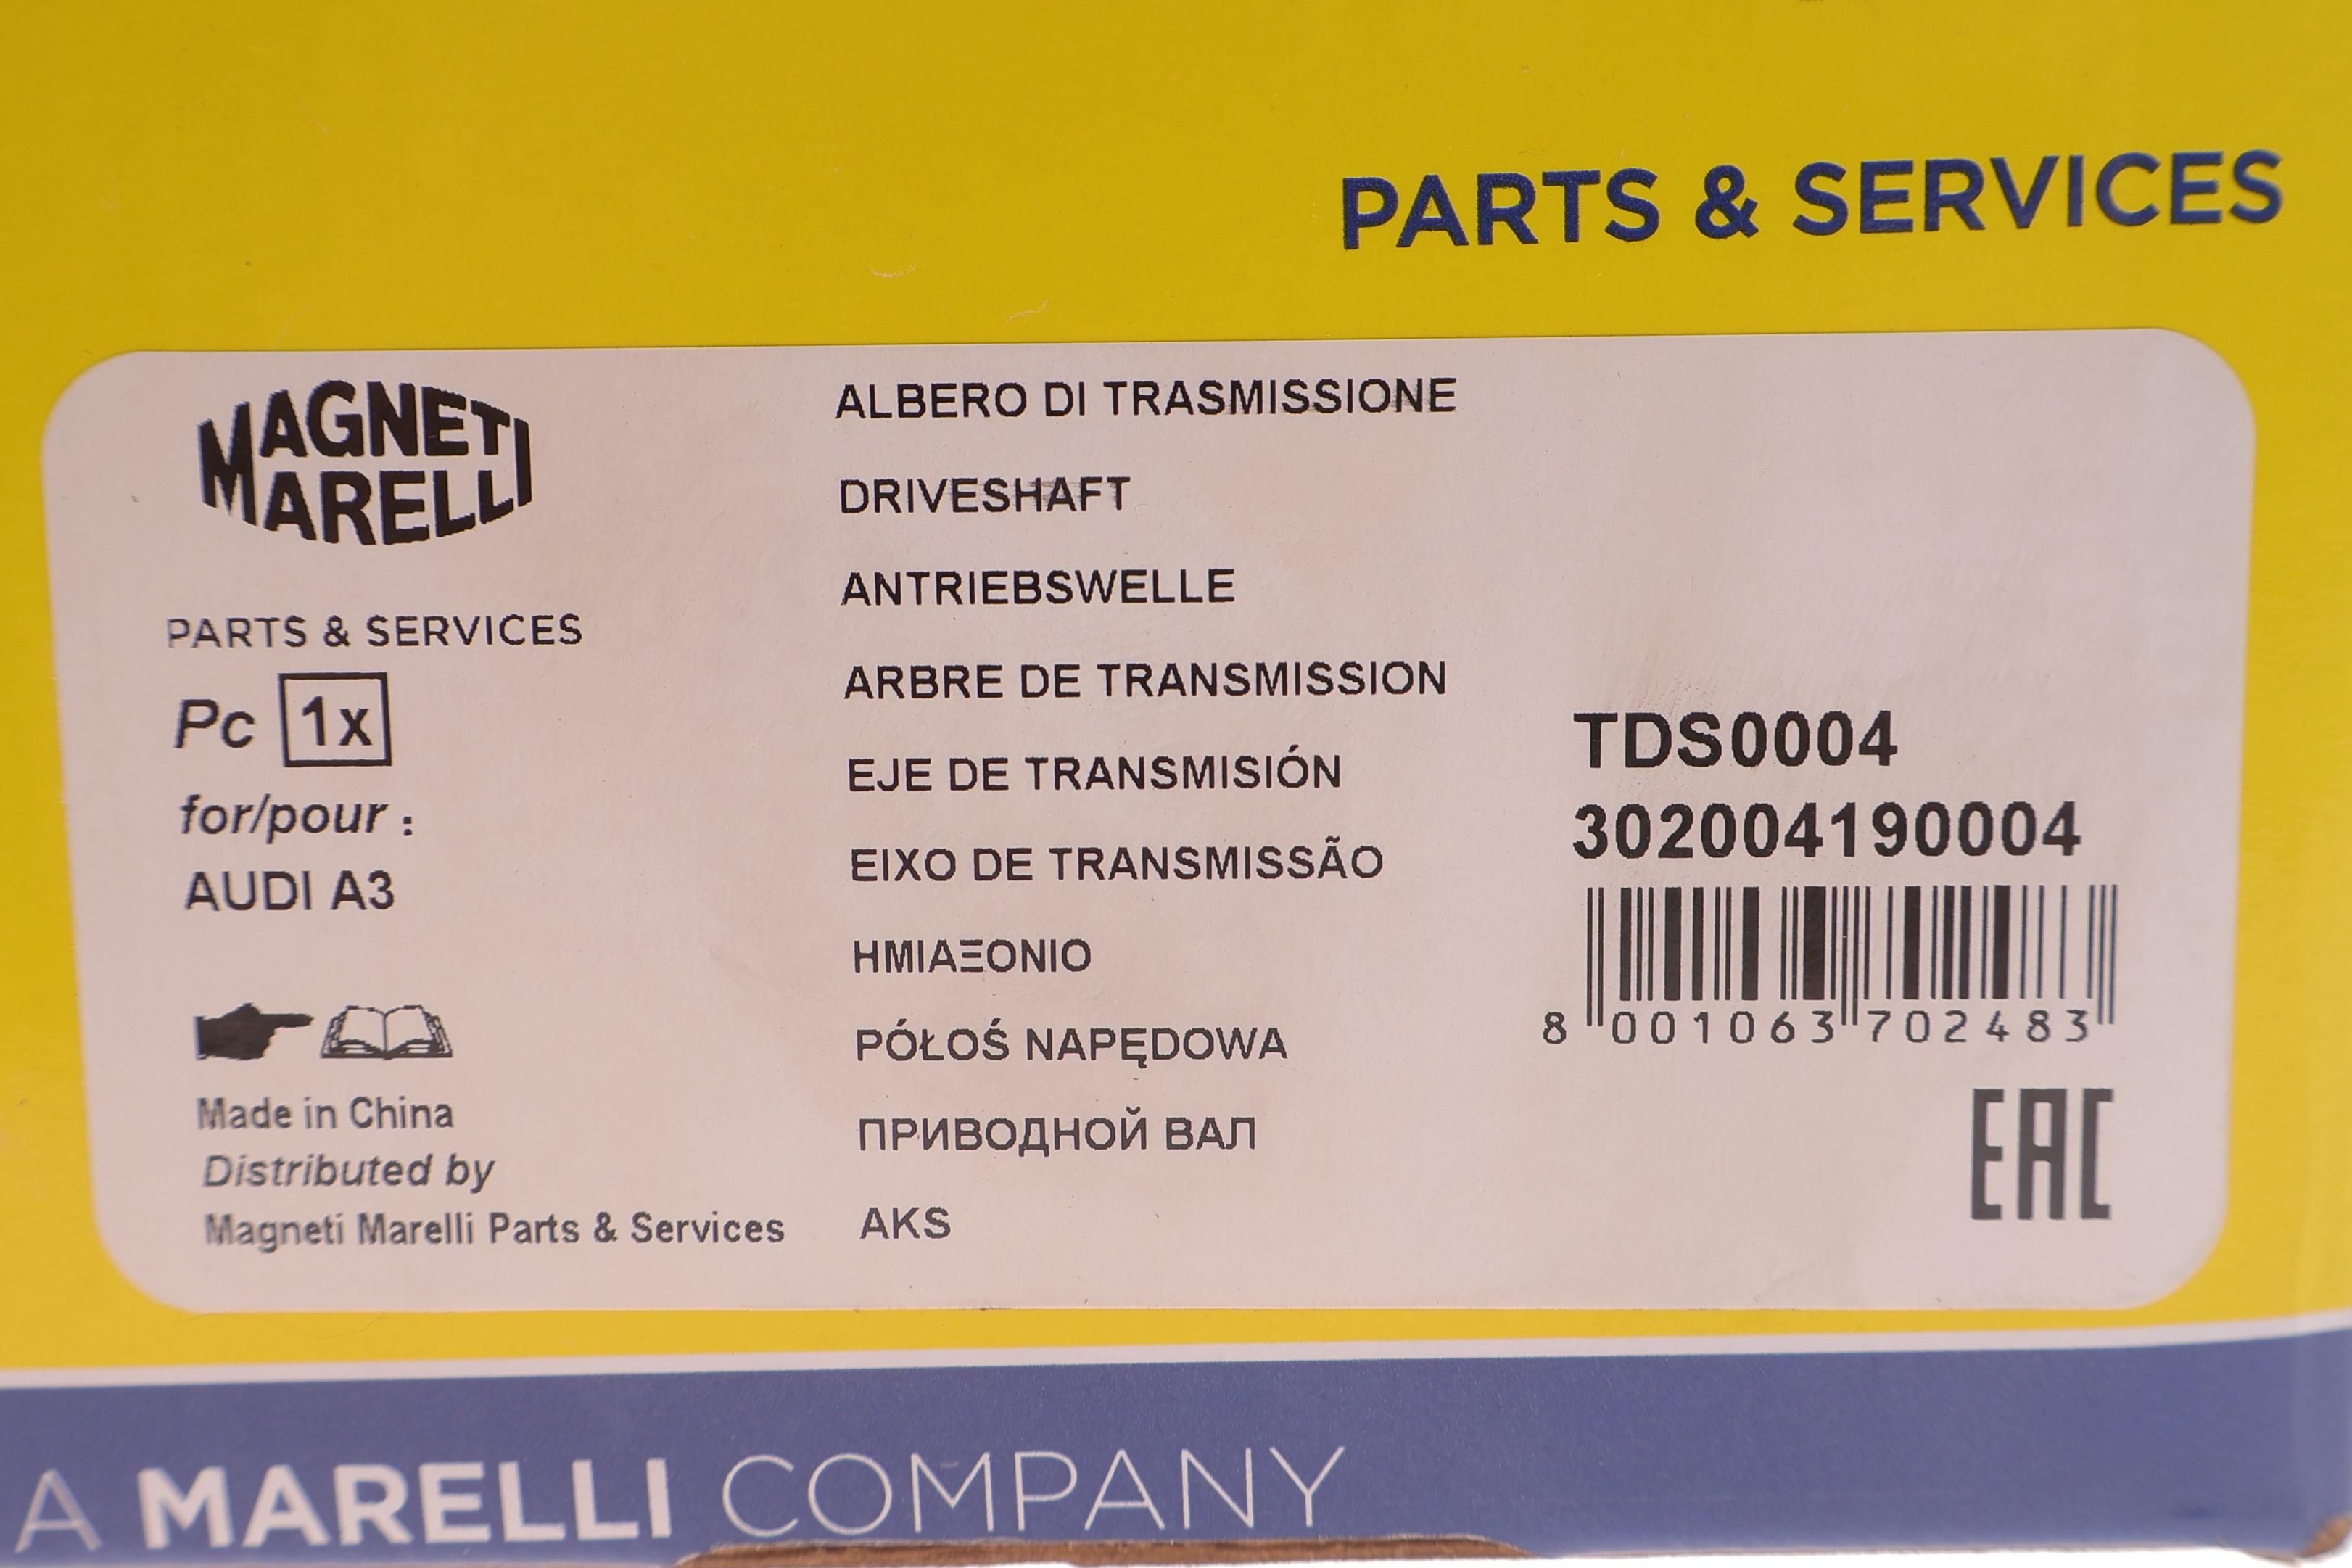 PARTS & SERVICES
MAGNETI
MARELLI
PARTS & SERVICES
Pc 1x
for/pour :
AUDI A3
Made in China
Distributed by
Magneti Marelli Parts & Services
ALBERO DI TRASMISSIONE
DRIVESHAFT
ANTRIEBSWELLE
ARBRE DE TRANSMISSION
EJE DE TRANSMISIÓN
EIXO DE TRANSMISSÃO
ΗΜΙΑΞΟΝΙΟ
PÓŁOŚ NAPĘDOWA
ПРИВОДНОЙ ВАЛ
AKS
TDS0004
302004190004
8 001063 702483
EAC
A MARELLI COMPANY